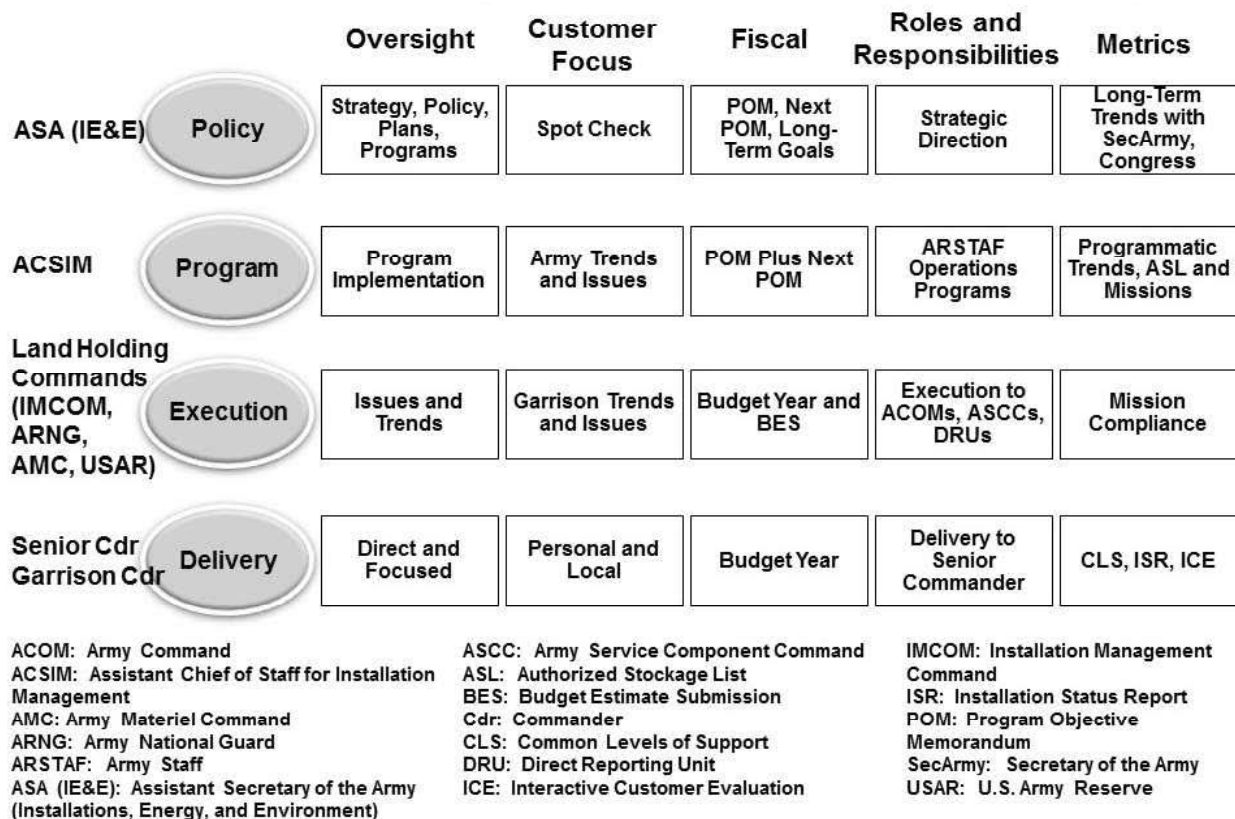 Oversight
Customer
Focus
Fiscal
Roles and
Responsibilities
Metrics
ASA (IE&E)
Policy
Strategy, Policy,
Plans,
Programs
Spot Check
POM, Next
POM, Long-
Term Goals
Strategic
Direction
Long-Term
Trends with
SecArmy,
Congress
ACSIM
Program
Program
Implementation
Army Trends
and Issues
POM Plus Next
POM
ARSTAF
Operations
Programs
Programmatic
Trends, ASL and
Missions
Land Holding
Commands
(IMCOM,
ARNG,
AMC, USAR)
Execution
Issues and
Trends
Garrison Trends
and Issues
Budget Year and
BES
Execution to
ACOMs, ASCCs,
DRUs
Mission
Compliance
Senior Cdr
Garrison Cdr
Delivery
Direct and
Focused
Personal and
Local
Budget Year
Delivery to
Senior
Commander
CLS, ISR, ICE
ACOM: Army Command
ACSIM: Assistant Chief of Staff for Installation
Management
AMC: Army Materiel Command
ARNG: Army National Guard
ARSTAF: Army Staff
ASA (IE&E): Assistant Secretary of the Army
(Installations, Energy, and Environment)
ASCC: Army Service Component Command
ASL: Authorized Stockage List
BES: Budget Estimate Submission
Cdr: Commander
CLS: Common Levels of Support
DRU: Direct Reporting Unit
ICE: Interactive Customer Evaluation
IMCOM: Installation Management
Command
ISR: Installation Status Report
POM: Program Objective
Memorandum
SecArmy: Secretary of the Army
USAR: U.S. Army Reserve